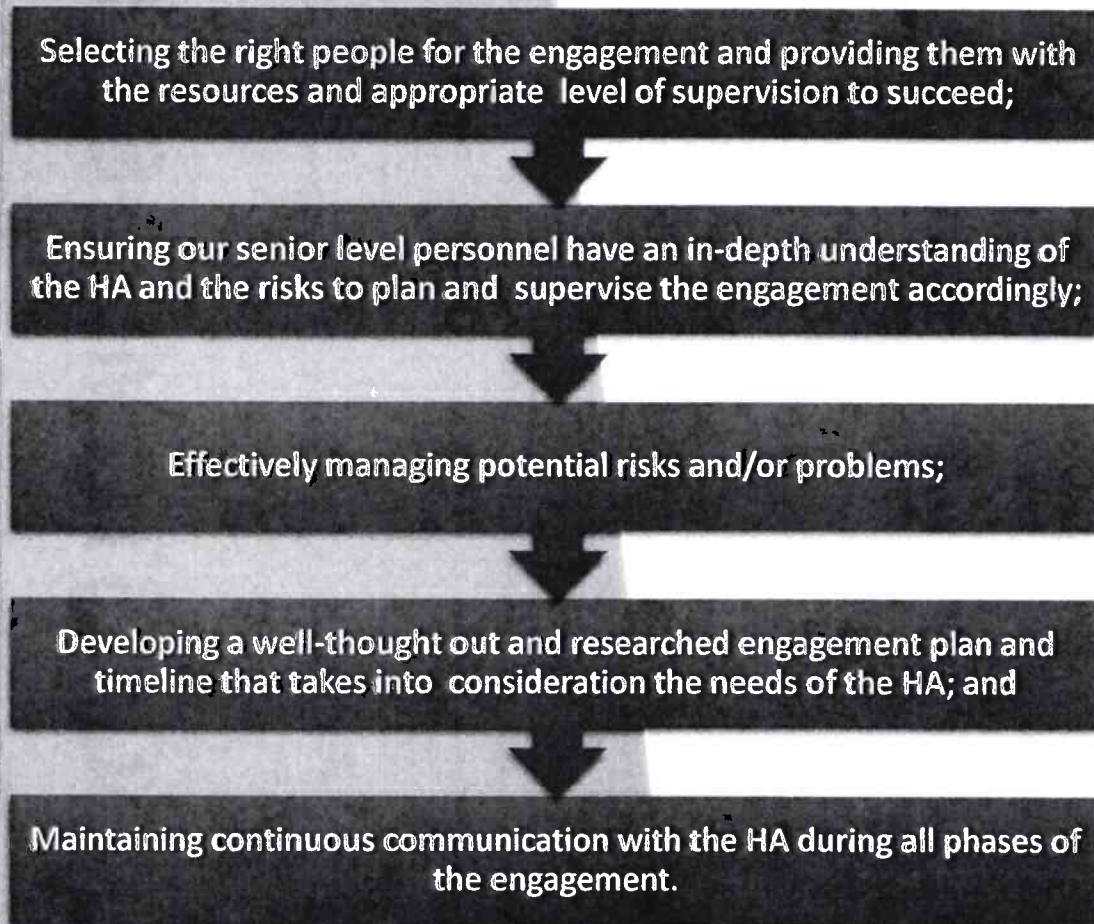 Selecting the right people for the engagement and providing them with
the resources and appropriate level of supervision to succeed;
Ensuring our senior level personnel have an in-depth understanding of
the HA and the risks to plan and supervise the engagement accordingly;
Effectively managing potential risks and/or problems;
Developing a well-thought out and researched engagement plan and
timeline that takes into consideration the needs of the HA; and
Maintaining continuous communication with the HA during all phases of
the engagement.